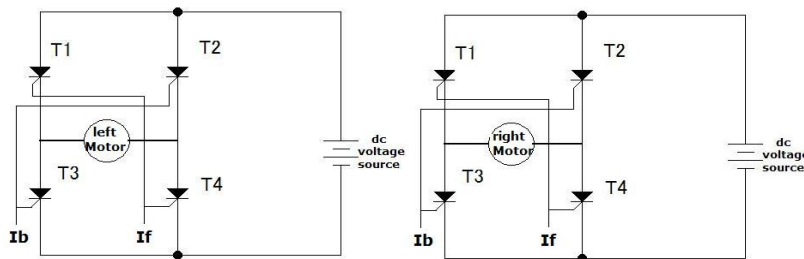 T1
T2
left
Motor
dc
voltage
source
T3
T4
Ib
If
T1
T2
right
Motor
dc
voltage
source
T3
T4
Ib
If